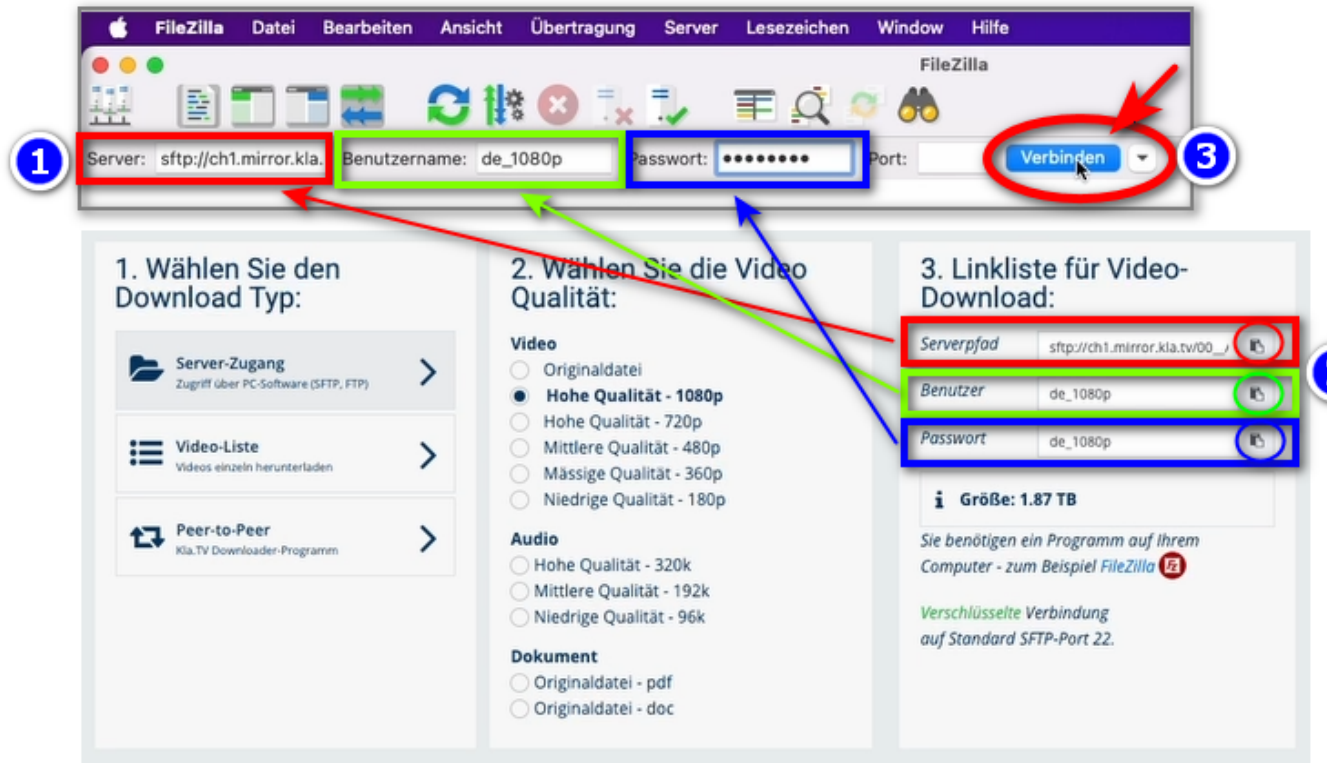 FileZilla Datei Bearbeiten Ansicht Übertragung Server Lesezeichen Window Hilfe
FileZilla
1
Server: sftp://ch1.mirror.kla. Benutzername: de_1080p Passwort: •••••••• Port: Verbinden
3
1. Wählen Sie den
Download Typ:
Server-Zugang
Zugriff über PC-Software (SFTP, FTP)
Video-Liste
Videos einzeln herunterladen
Peer-to-Peer
Kla.TV Downloader-Programm
2. Wählen Sie die Video
Qualität:
Video
Originaldatei
Hohe Qualität - 1080p
Hohe Qualität - 720p
Mittlere Qualität - 480p
Mässige Qualität - 360p
Niedrige Qualität - 180p
Audio
Hohe Qualität - 320k
Mittlere Qualität - 192k
Niedrige Qualität - 96k
Dokument
Originaldatei - pdf
Originaldatei - doc
3. Linkliste für Video-
Download:
Serverpfad sftp://ch1.mirror.kla.tv/00__
Benutzer de_1080p
Passwort de_1080p
i Größe: 1.87 TB
Sie benötigen ein Programm auf Ihrem
Computer - zum Beispiel FileZilla Fz
Verschlüsselte Verbindung
auf Standard SFTP-Port 22.